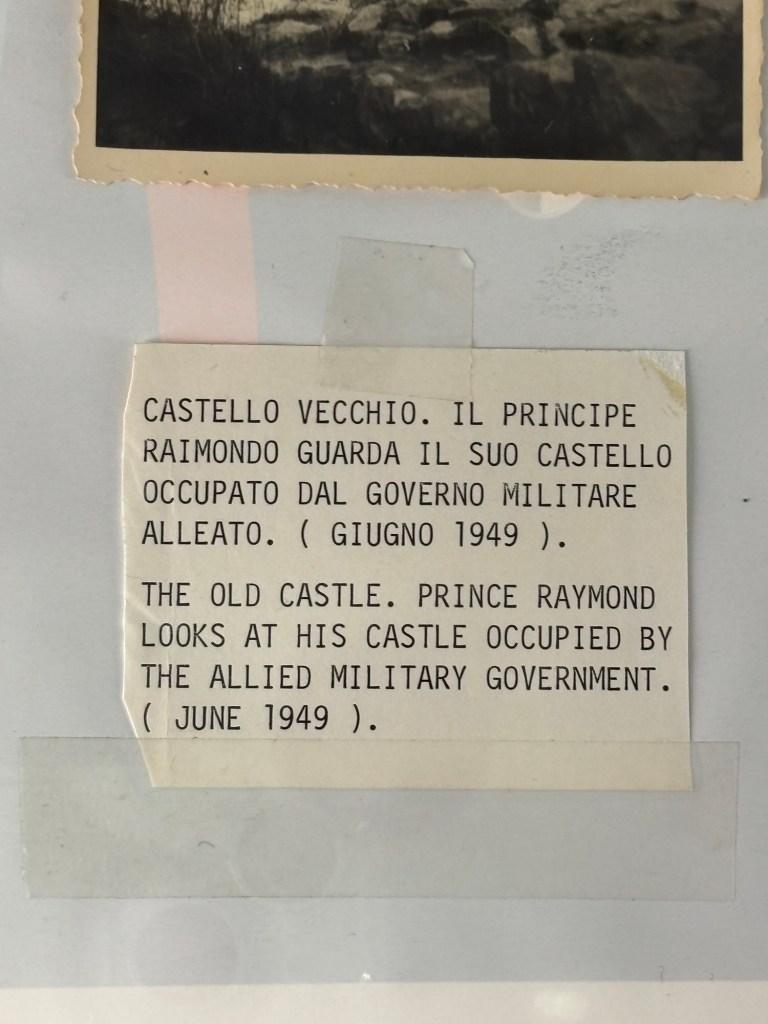 CASTELLO VECCHIO. IL PRINCIPE
RAIMONDO GUARDA IL SUO CASTELLO
OCCUPATO DAL GOVERNO MILITARE
ALLEATO. ( GIUGNO 1949 ).
THE OLD CASTLE. PRINCE RAYMOND
LOOKS AT HIS CASTLE OCCUPIED BY
THE ALLIED MILITARY GOVERNMENT.
( JUNE 1949 ).